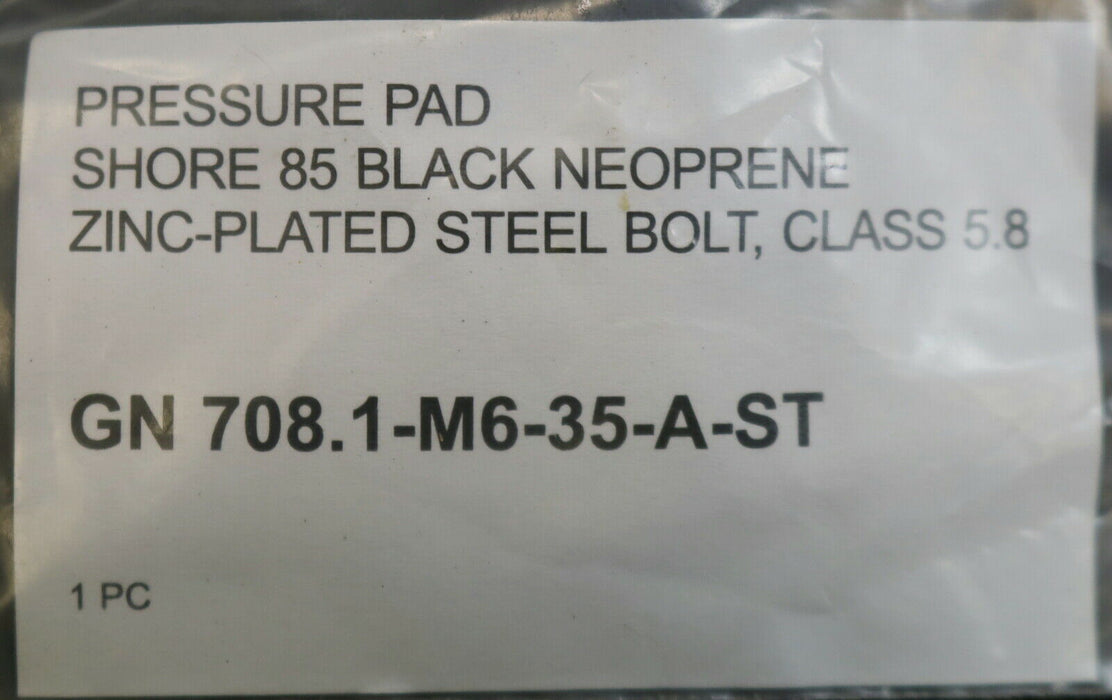 PRESSURE PAD
SHORE 85 BLACK NEOPRENE
ZINC-PLATED STEEL BOLT, CLASS 5.8
GN 708.1-M6-35-A-ST
1 PC